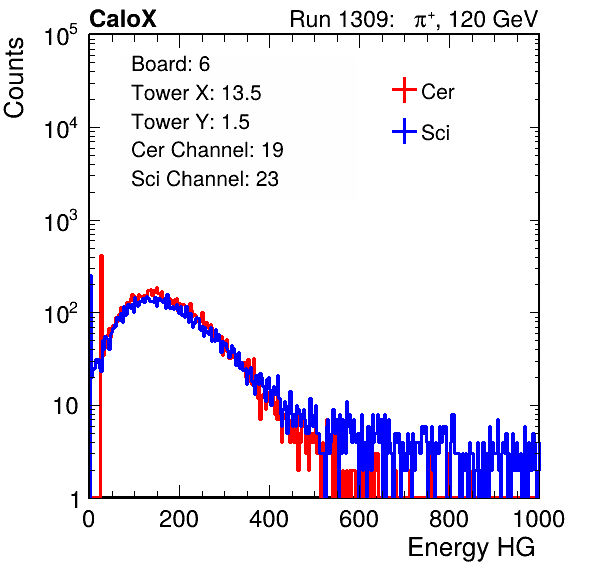 CaloX Run 1309: π⁺, 120 GeV
Counts
10⁵
10⁴
10³
10²
10
1
Board: 6
Tower X: 13.5
Tower Y: 1.5
Cer Channel: 19
Sci Channel: 23
Cer
Sci
0 200 400 600 800 1000
Energy HG